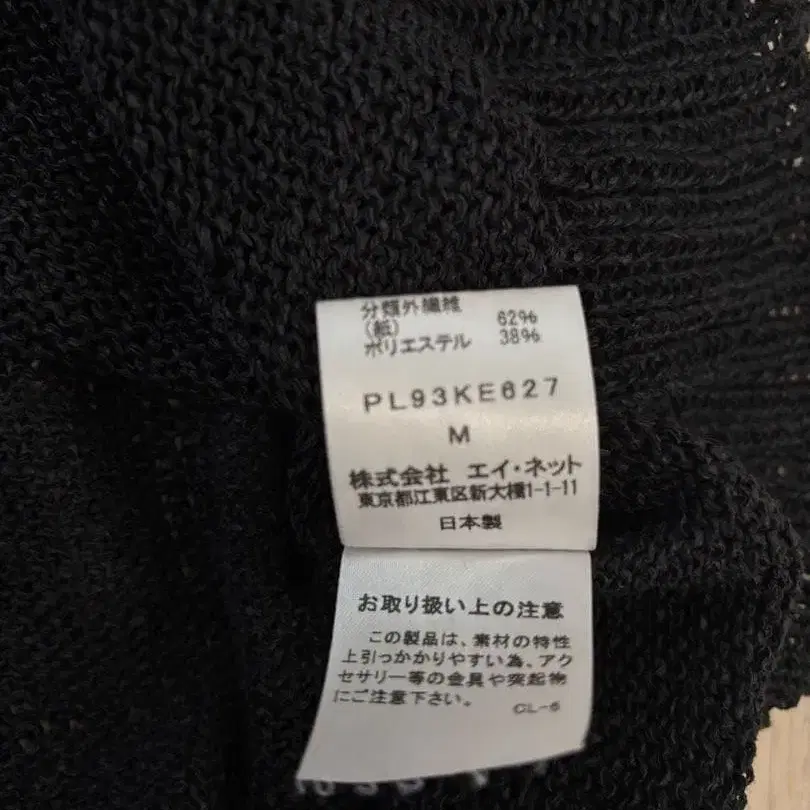 分類外繊維
(紙) 62%
ポリエステル 38%
PL93KE627
M
株式会社 エイ・ネット
東京都江東区新大橋1-1-11
日本製
お取り扱い上の注意
この製品は、素材の特性
上引っかかりやすい為、アク
セサリー等の金具や突起物
にご注意下さい。
CL-6